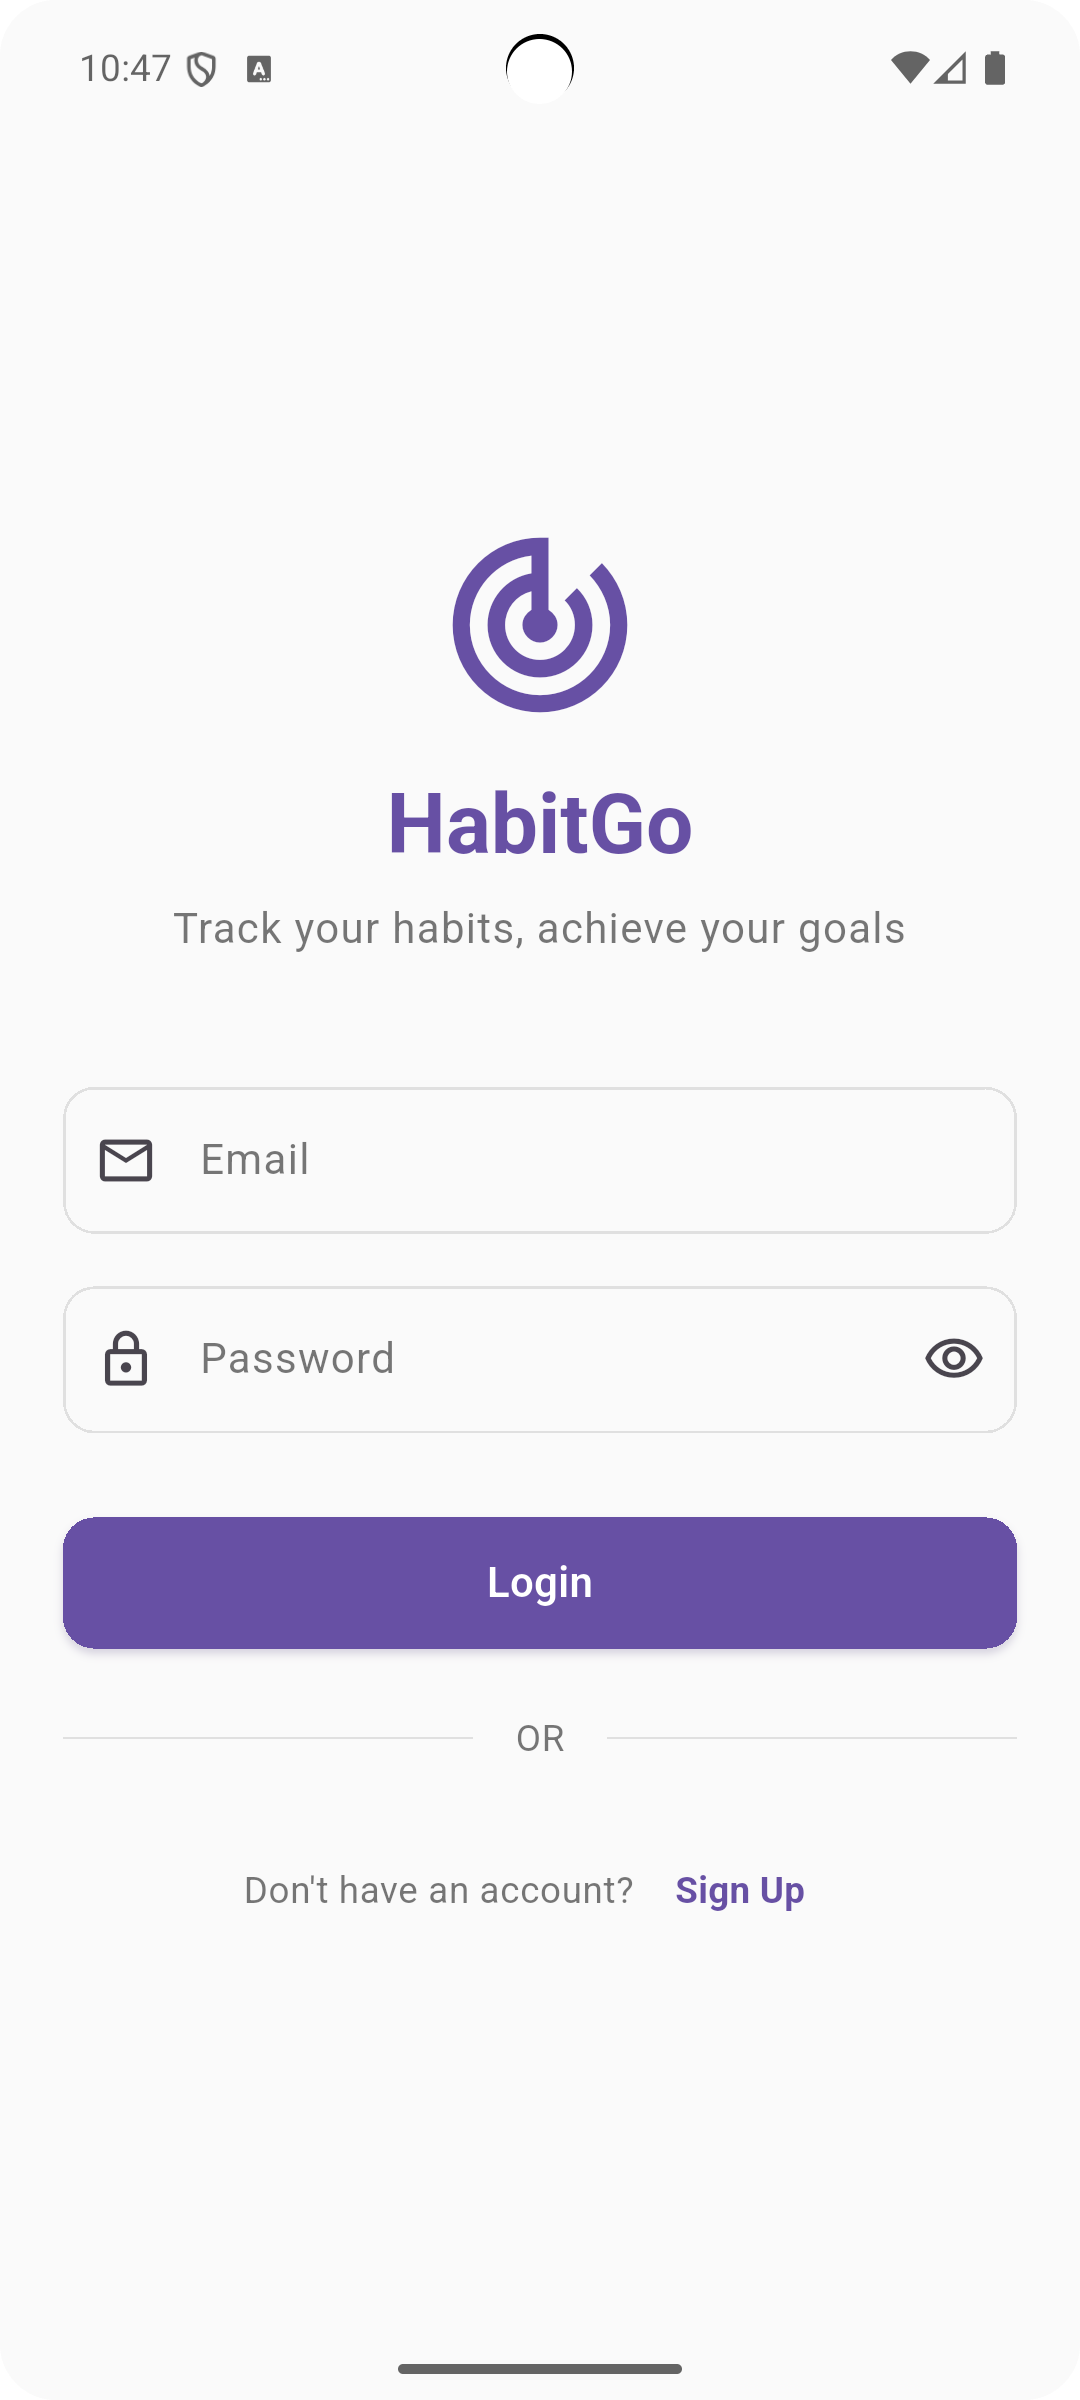 10:47
HabitGo
Track your habits, achieve your goals
Email
Password
Login
OR
Don't have an account? Sign Up